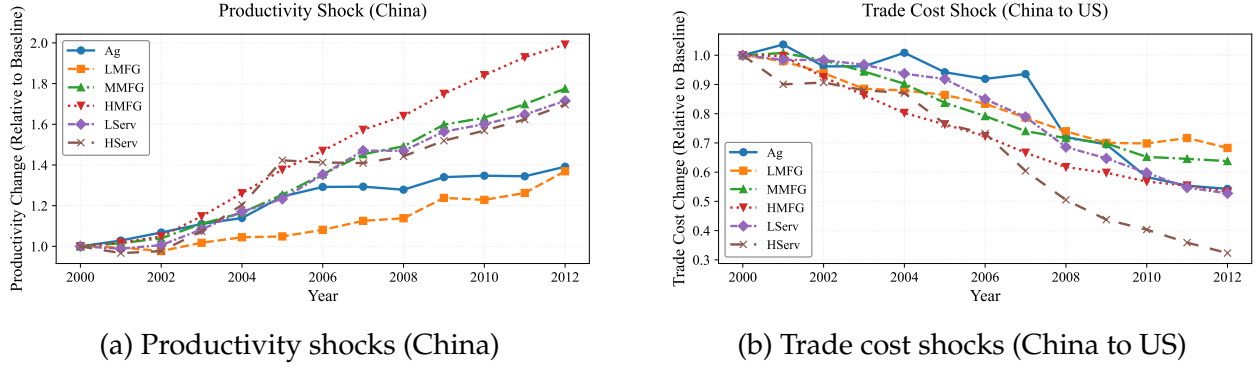 Productivity Shock (China)
Productivity Change (Relative to Baseline)
2.0
1.8
1.6
1.4
1.2
1.0
Ag
LMFG
MMFG
HMFG
LServ
HServ
2000 2002 2004 2006 2008 2010 2012
Year
(a) Productivity shocks (China)
Trade Cost Shock (China to US)
Trade Cost Change (Relative to Baseline)
1.0
0.9
0.8
0.7
0.6
0.5
0.4
0.3
Ag
LMFG
MMFG
HMFG
LServ
HServ
2000 2002 2004 2006 2008 2010 2012
Year
(b) Trade cost shocks (China to US)